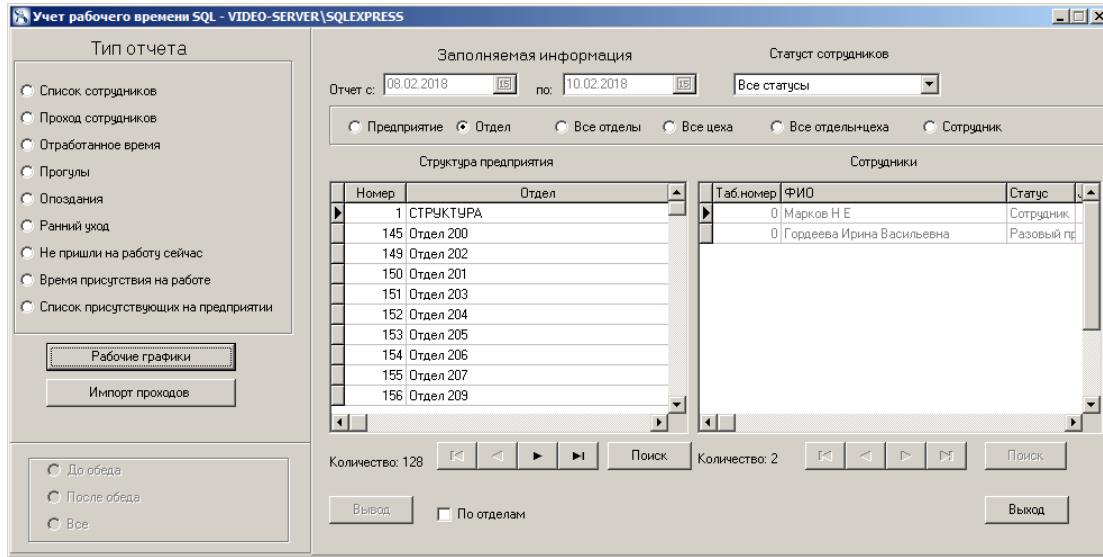 Учет рабочего времени SQL - VIDEO-SERVER\SQLEXPRESS
Тип отчета
Список сотрудников
Проход сотрудников
Отработанное время
Прогулы
Опоздания
Ранний уход
Не пришли на работу сейчас
Время присутствия на работе
Список присутствующих на предприятии
Рабочие графики
Импорт проходов
До обеда
После обеда
Все
Заполняемая информация
Статуст сотрудников
Отчет с: 08.02.2018 15 по: 10.02.2018 15
Все статусы
Предприятие Отдел Все отделы Все цеха Все отделы+цеха Сотрудник
Структура предприятия
Номер Отдел
1 СТРУКТУРА
145 Отдел 200
149 Отдел 202
150 Отдел 201
151 Отдел 203
152 Отдел 204
153 Отдел 205
154 Отдел 206
155 Отдел 207
156 Отдел 209
Количество: 128 Поиск
Сотрудники
Таб.номер ФИО Статус
0 Марков Н Е Сотрудник
0 Гордеева Ирина Васильевна Разовый пр
Количество: 2 Поиск
Вывод По отделам Выход